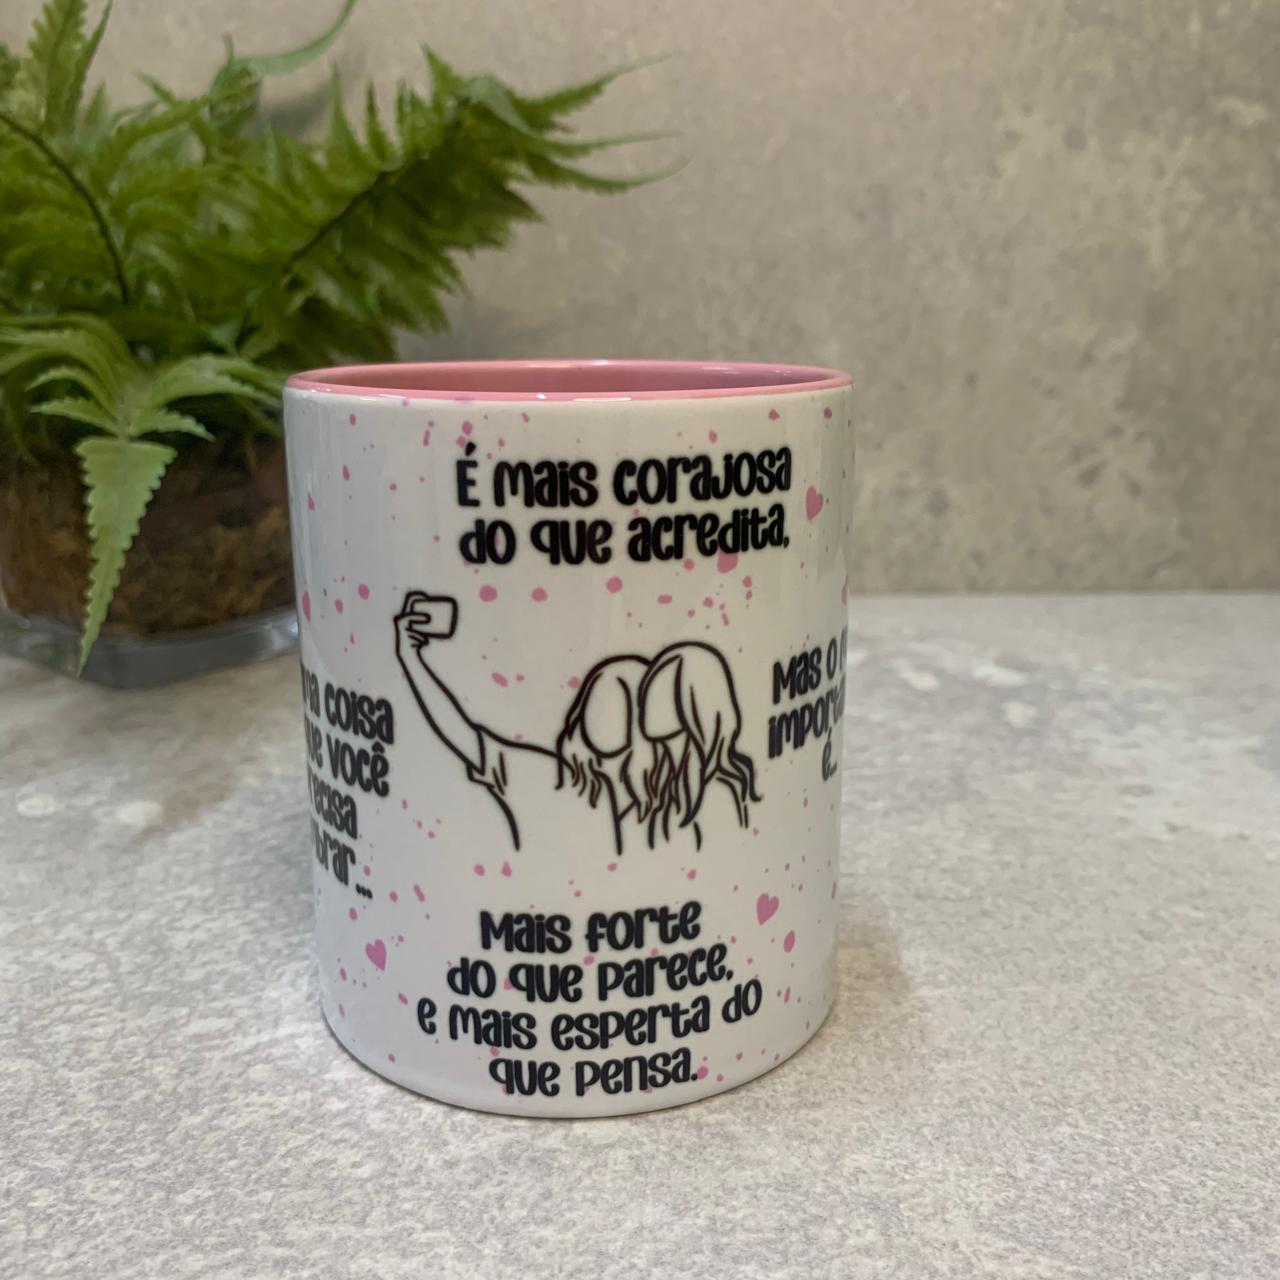 É mais corajosa
do que acredita,
coisa
você
Mas o
é...
Mais forte
do que parece,
e mais esperta do
que pensa.